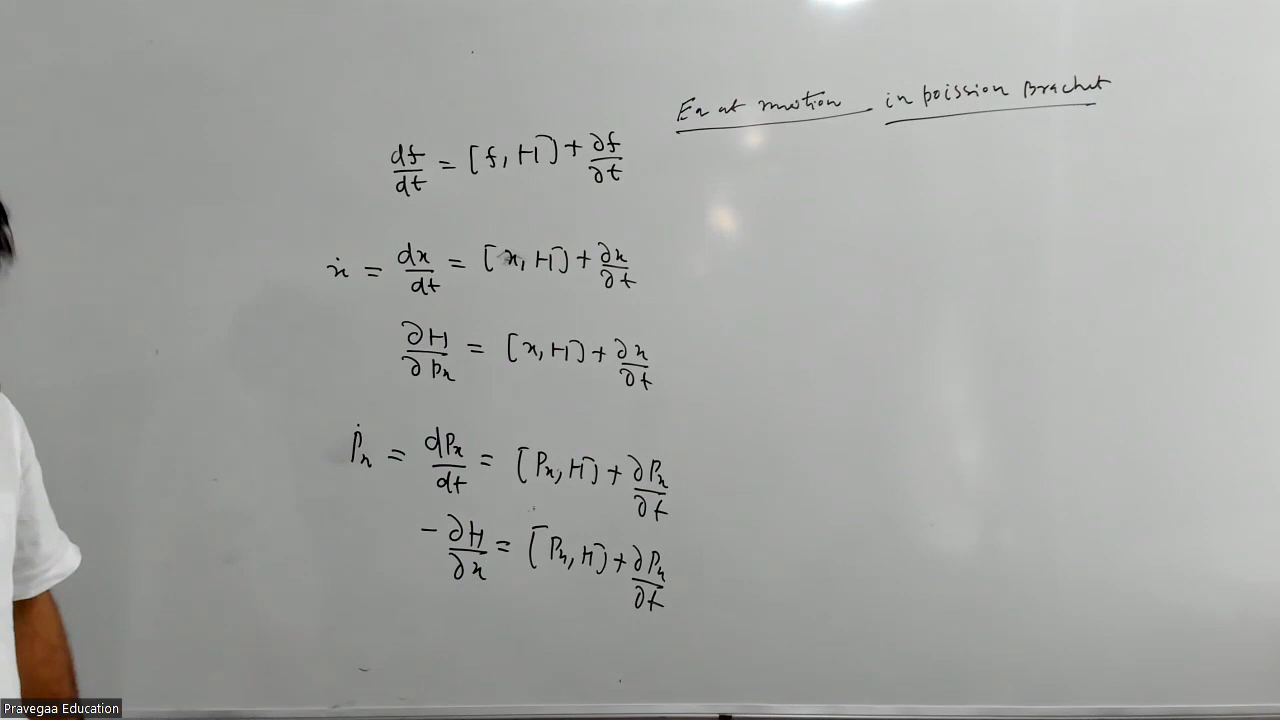 Eq at motion in poission Bracket
df/dt = [f, H] + ∂f/∂t
ẋ = dx/dt = [x, H] + ∂x/∂t
∂H/∂Px = [x, H] + ∂x/∂t
Ṗx = dPx/dt = [Px, H] + ∂Px/∂t
-∂H/∂x = [Px, H] + ∂Px/∂t
Pravegaa Education